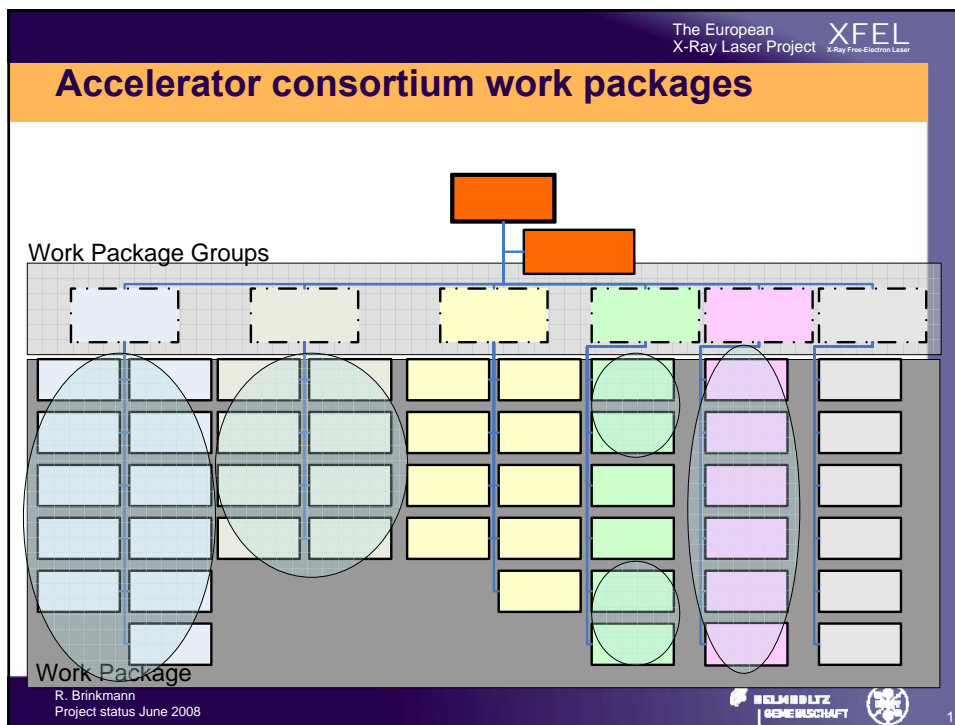 The European
X-Ray Laser Project
XFEL
X-Ray Free-Electron Laser
Accelerator consortium work packages
Work Package Groups
Work Package
R. Brinkmann
Project status June 2008
HELMHOLTZ
GEMEINSCHAFT
1